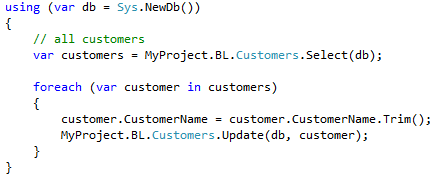 using (var db = Sys.NewDb())
{
    // all customers
    var customers = MyProject.BL.Customers.Select(db);

    foreach (var customer in customers)
    {
        customer.CustomerName = customer.CustomerName.Trim();
        MyProject.BL.Customers.Update(db, customer);
    }
}